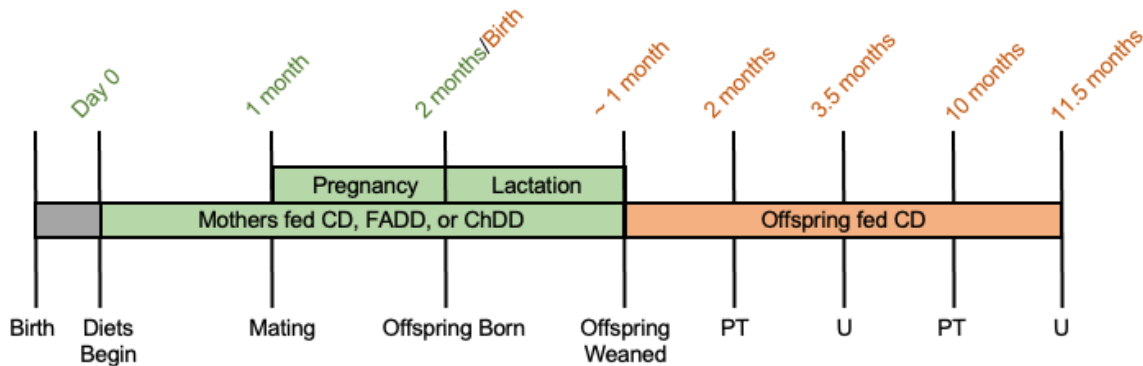 Day 0
1 month
2 months/Birth
~ 1 month
2 months
3.5 months
10 months
11.5 months
Pregnancy
Lactation
Mothers fed CD, FADD, or ChDD
Offspring fed CD
Birth
Diets
Begin
Mating
Offspring Born
Offspring
Weaned
PT
U
PT
U